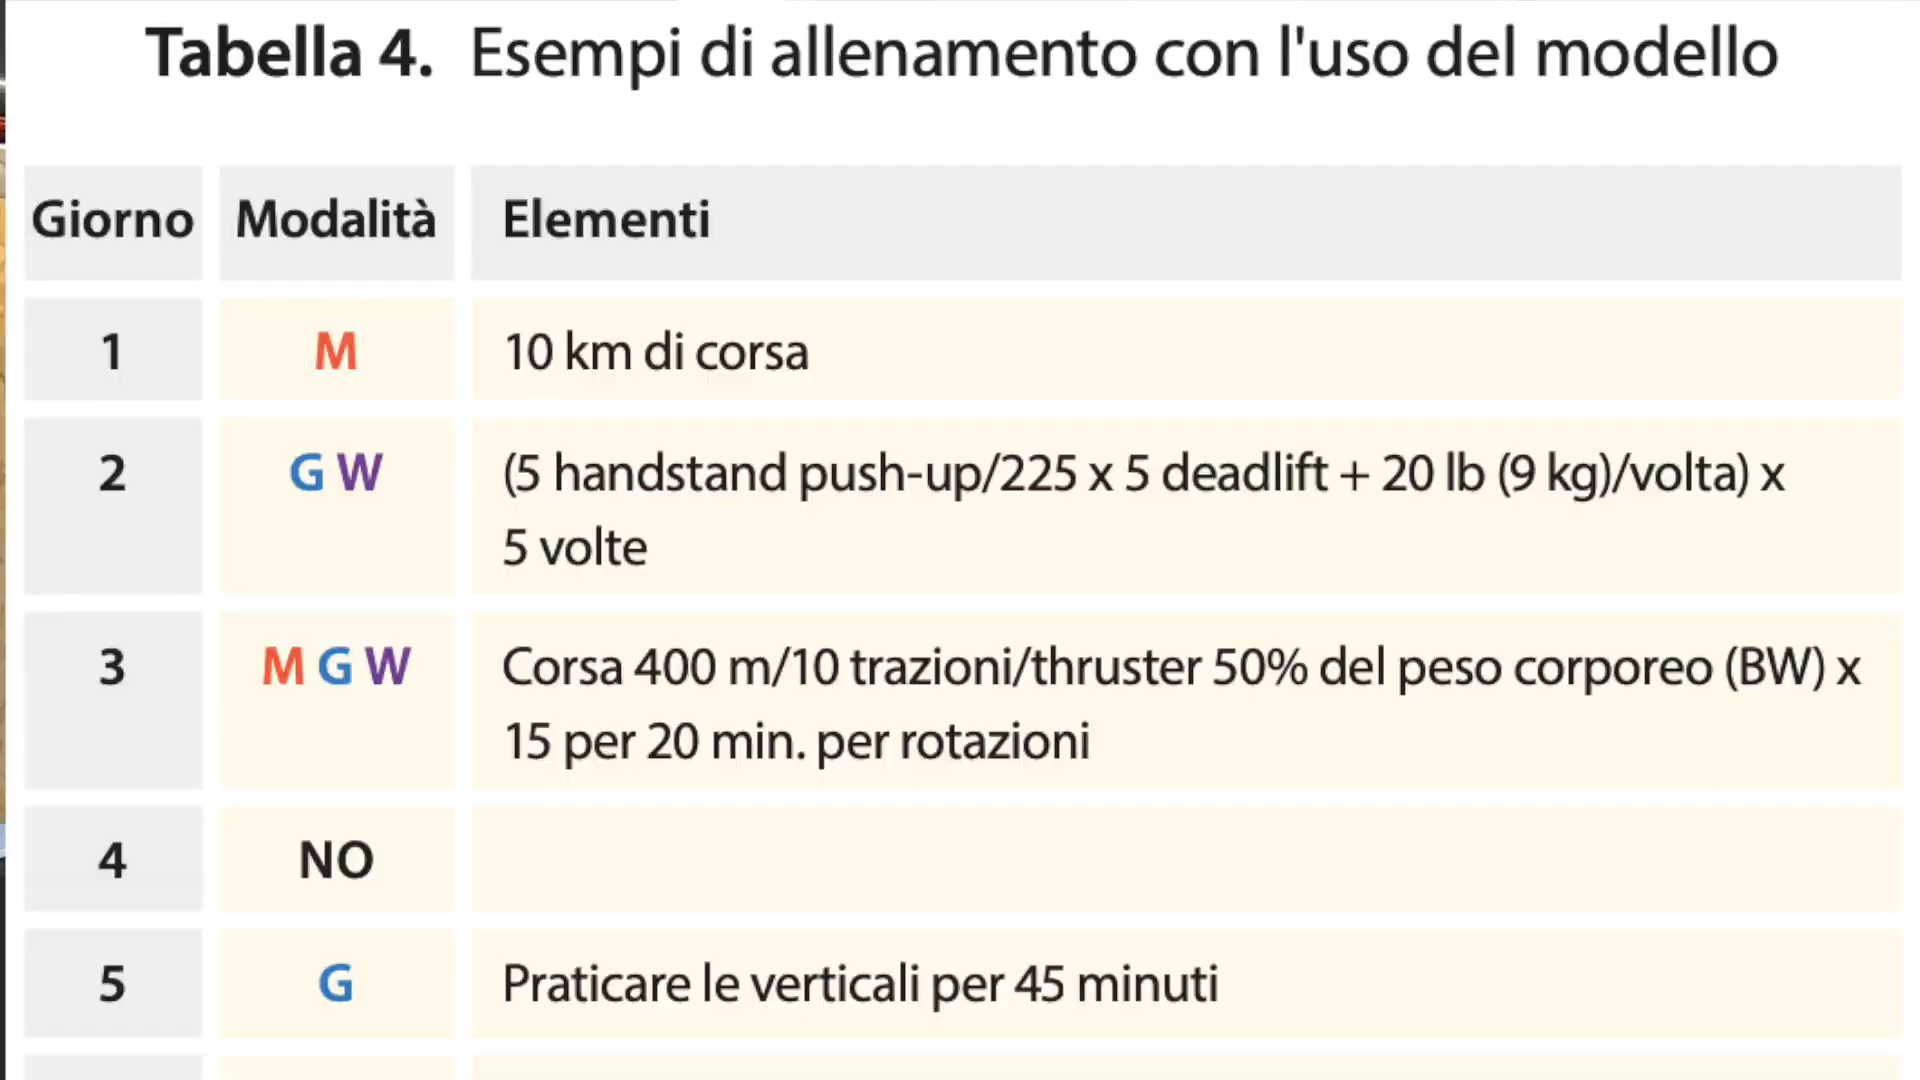 Tabella 4. Esempi di allenamento con l'uso del modello
Giorno Modalità Elementi
1 M 10 km di corsa
2 G W (5 handstand push-up/225 x 5 deadlift + 20 lb (9 kg)/volta) x
5 volte
3 M G W Corsa 400 m/10 trazioni/thruster 50% del peso corporeo (BW) x
15 per 20 min. per rotazioni
4 NO
5 G Praticare le verticali per 45 minuti